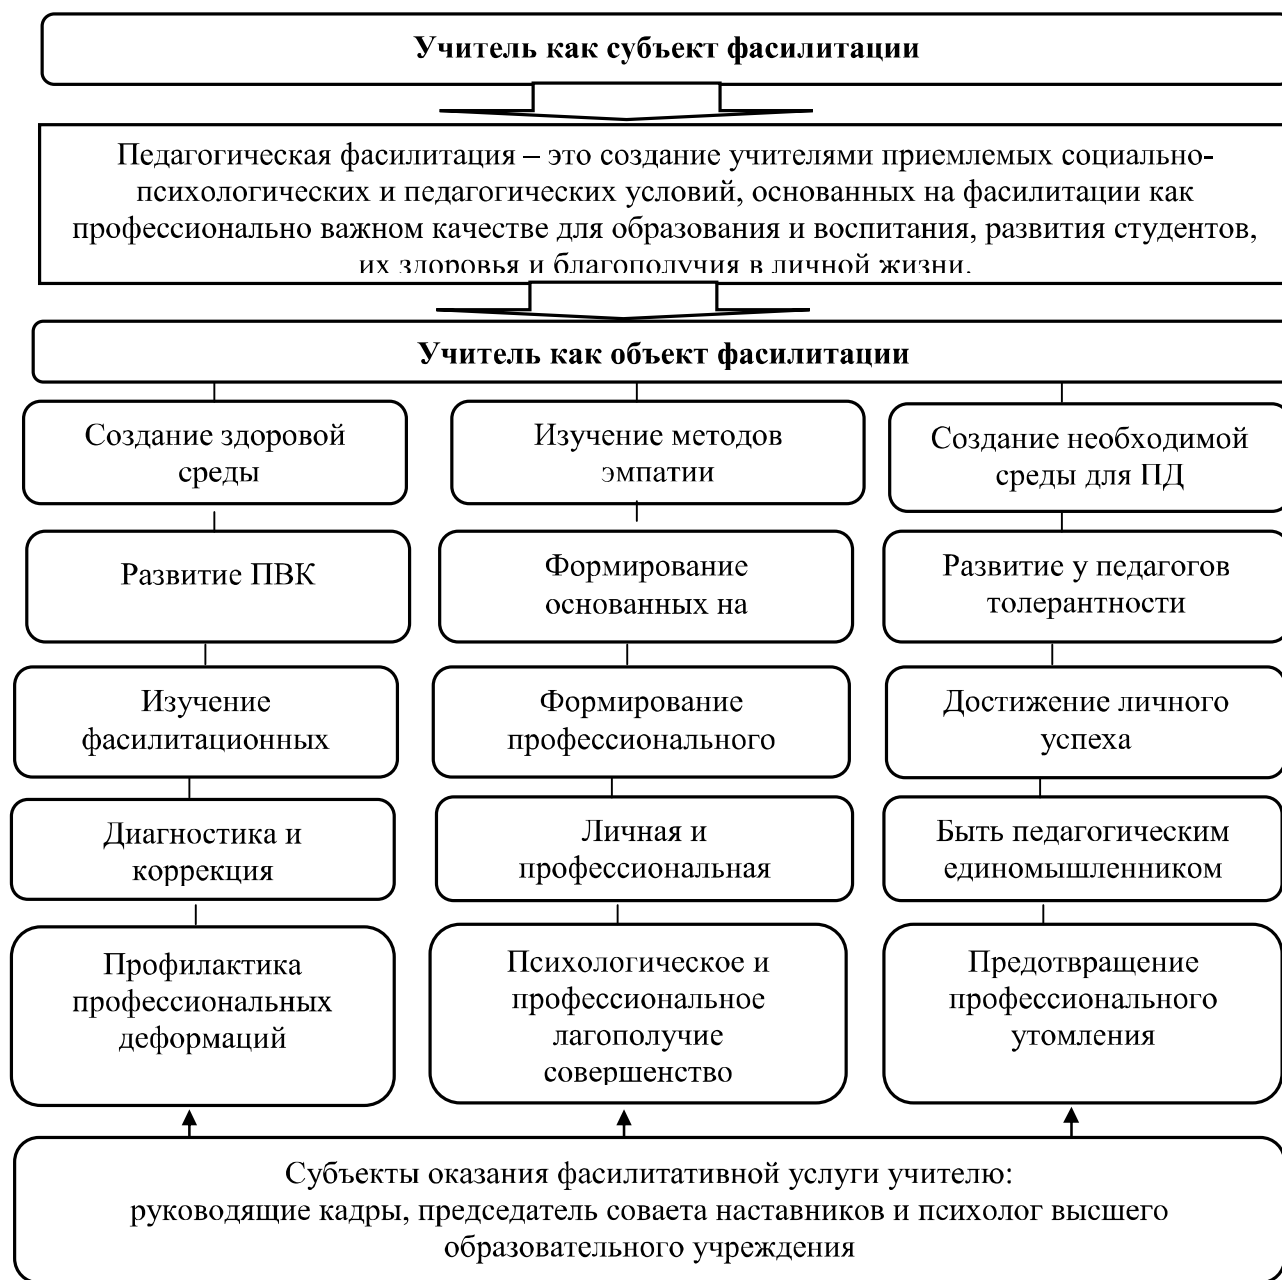 Учитель как субъект фасилитации
Педагогическая фасилитация – это создание учителями приемлемых социально-
психологических и педагогических условий, основанных на фасилитации как
профессионально важном качестве для образования и воспитания, развития студентов,
их здоровья и благополучия в личной жизни.
Учитель как объект фасилитации
Создание здоровой
среды
Изучение методов
эмпатии
Создание необходимой
среды для ПД
Развитие ПВК
Формирование
основанных на
Развитие у педагогов
толерантности
Изучение
фасилитационных
Формирование
профессионального
Достижение личного
успеха
Диагностика и
коррекция
Личная и
профессиональная
Быть педагогическим
единомышленником
Профилактика
профессиональных
деформаций
Психологическое и
профессиональное
лагополучие
совершенство
Предотвращение
профессионального
утомления
Субъекты оказания фасилитативной услуги учителю:
руководящие кадры, председатель соваета наставников и психолог высшего
образовательного учреждения